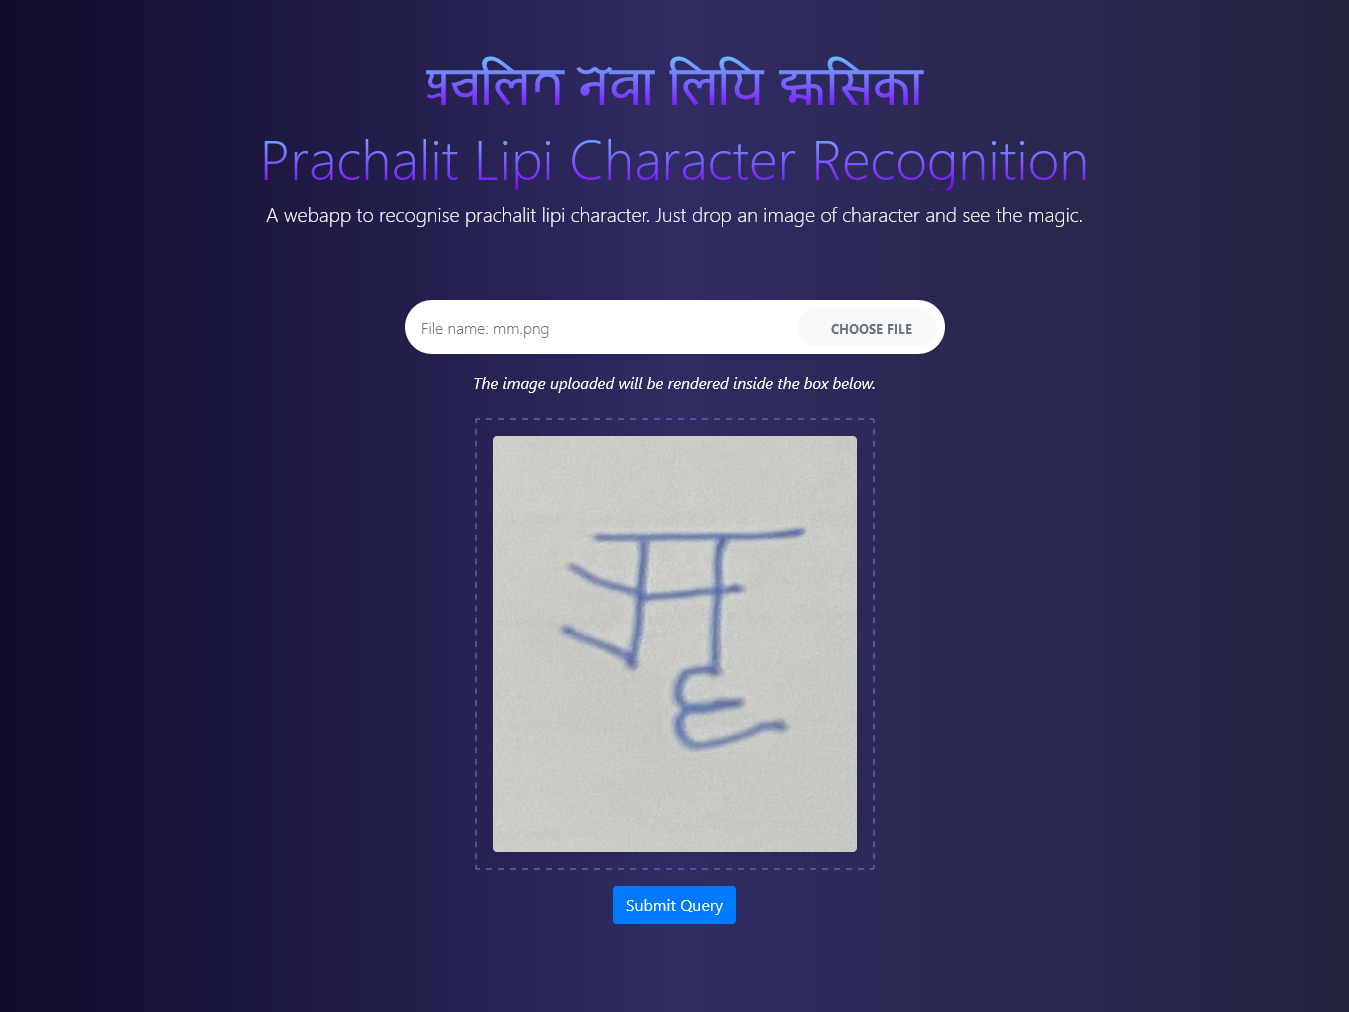 𑐥𑑂𑐬𑐔𑐮𑐶𑐟 𑐣𑐾𑐰𑐵 𑐮𑐶𑐥𑐶
Prachalit Lipi Character Recognition
A webapp to recognise prachalit lipi character. Just drop an image of character and see the magic.
File name: mm.png CHOOSE FILE
The image uploaded will be rendered inside the box below.
Submit Query